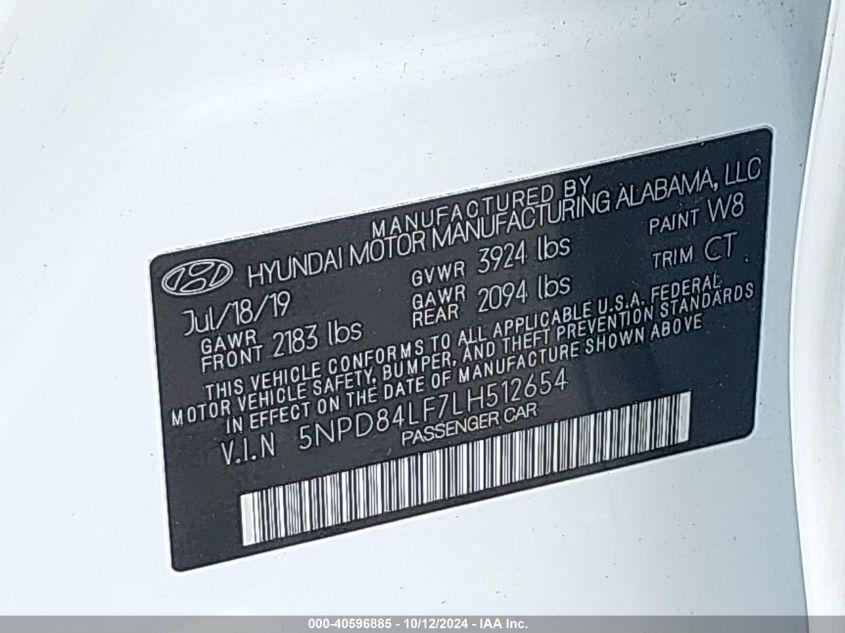 MANUFACTURED BY
HYUNDAI MOTOR MANUFACTURING ALABAMA, LLC
Jul/18/19 GVWR 3924 lbs PAINT W8
GAWR FRONT 2183 lbs GAWR REAR 2094 lbs TRIM CT
THIS VEHICLE CONFORMS TO ALL APPLICABLE U.S.A. FEDERAL
MOTOR VEHICLE SAFETY, BUMPER, AND THEFT PREVENTION STANDARDS
IN EFFECT ON THE DATE OF MANUFACTURE SHOWN ABOVE
V.I.N 5NPD84LF7LH512654
PASSENGER CAR
000-40596885 - 10/12/2024 - IAA Inc.